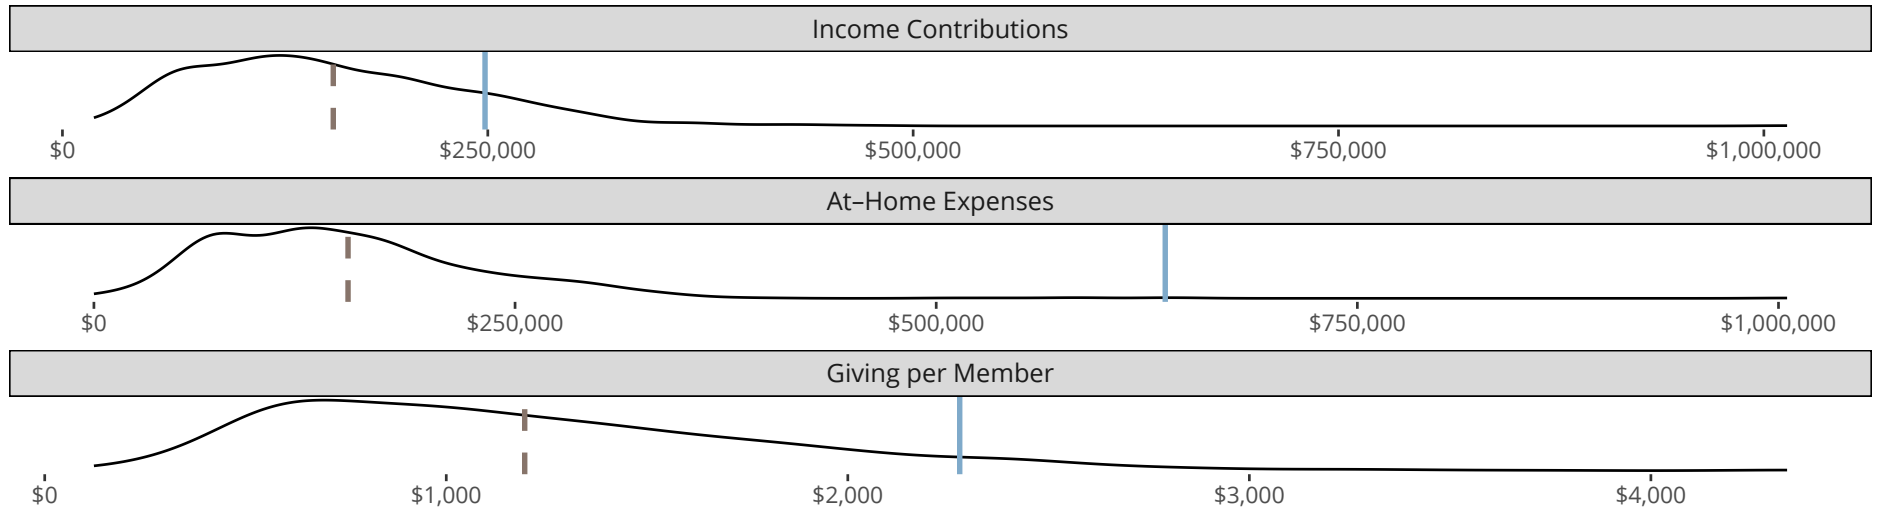 Income Contributions
$0 $250,000 $500,000 $750,000 $1,000,000
At–Home Expenses
$0 $250,000 $500,000 $750,000 $1,000,000
Giving per Member
$0 $1,000 $2,000 $3,000 $4,000